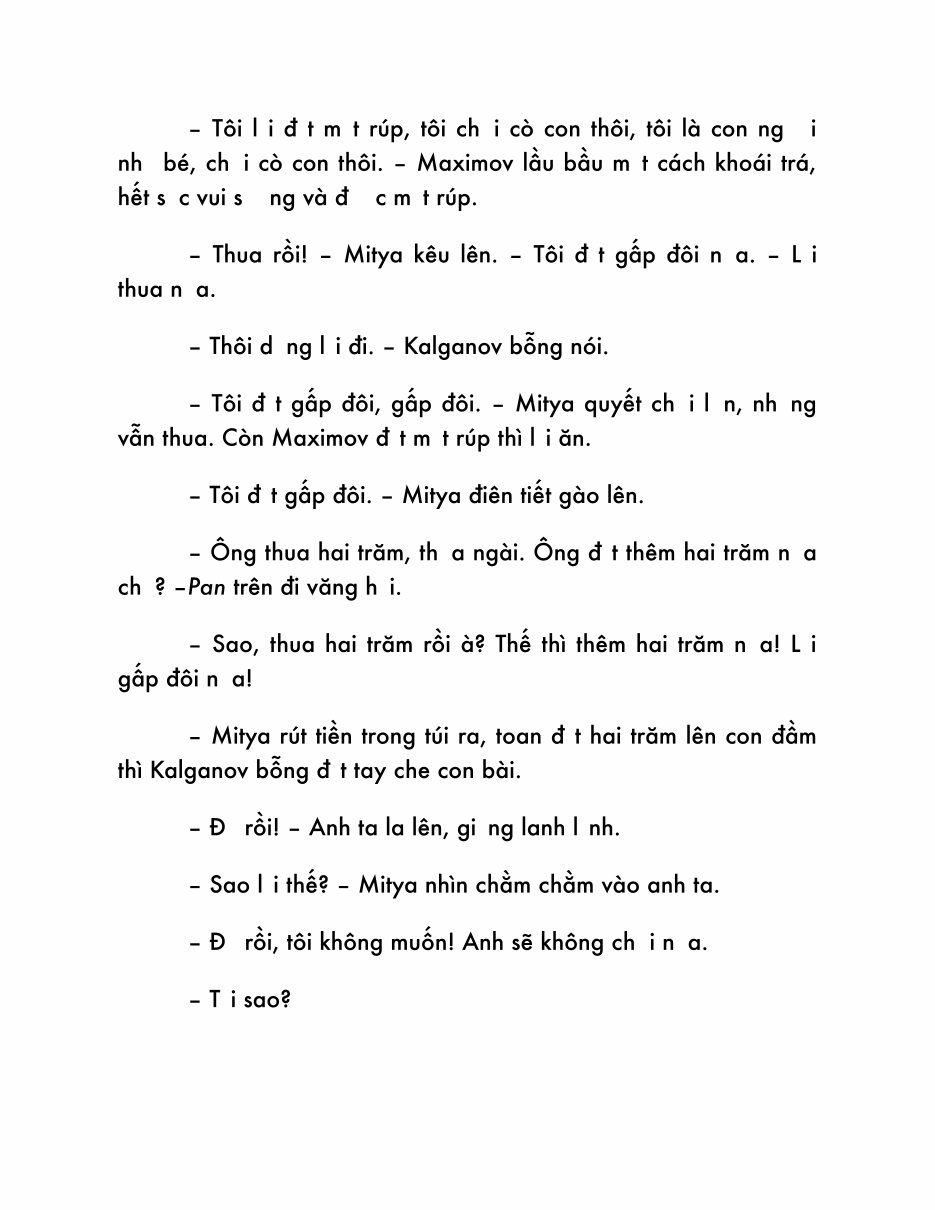 – Tôi l i đ t m t rúp, tôi ch i cò con thôi, tôi là con ng i
nh bé, ch i cò con thôi. – Maximov lầu bầu m t cách khoái trá,
hết s c vui s ng và đ c m t rúp.
– Thua rồi! – Mitya kêu lên. – Tôi đ t gấp đôi n a. – L i
thua n a.
– Thôi d ng l i đi. – Kalganov bỗng nói.
– Tôi đ t gấp đôi, gấp đôi. – Mitya quyết ch i l n, nh ng
vẫn thua. Còn Maximov đ t m t rúp thì l i ăn.
– Tôi đ t gấp đôi. – Mitya điên tiết gào lên.
– Ông thua hai trăm, th a ngài. Ông đ t thêm hai trăm n a
ch ? –Pan trên đi văng h i.
– Sao, thua hai trăm rồi à? Thế thì thêm hai trăm n a! L i
gấp đôi n a!
– Mitya rút tiền trong túi ra, toan đ t hai trăm lên con đầm
thì Kalganov bỗng đ t tay che con bài.
– Đ rồi! – Anh ta la lên, gi ng lanh l nh.
– Sao l i thế? – Mitya nhìn chằm chằm vào anh ta.
– Đ rồi, tôi không muốn! Anh sẽ không ch i n a.
– T i sao?